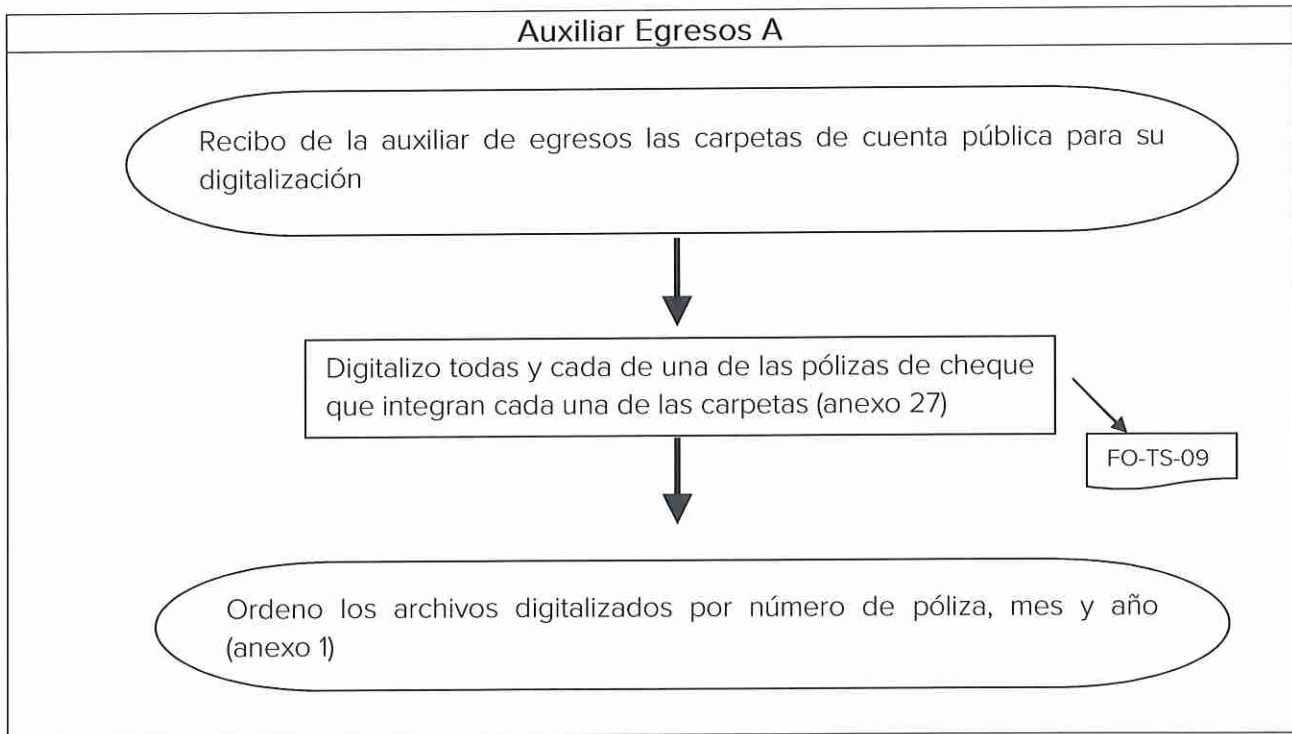 Auxiliar Egresos A
Recibo de la auxiliar de egresos las carpetas de cuenta pública para su
digitalización
Digitalizo todas y cada de una de las pólizas de cheque
que integran cada una de las carpetas (anexo 27)
FO-TS-09
Ordeno los archivos digitalizados por número de póliza, mes y año
(anexo 1)